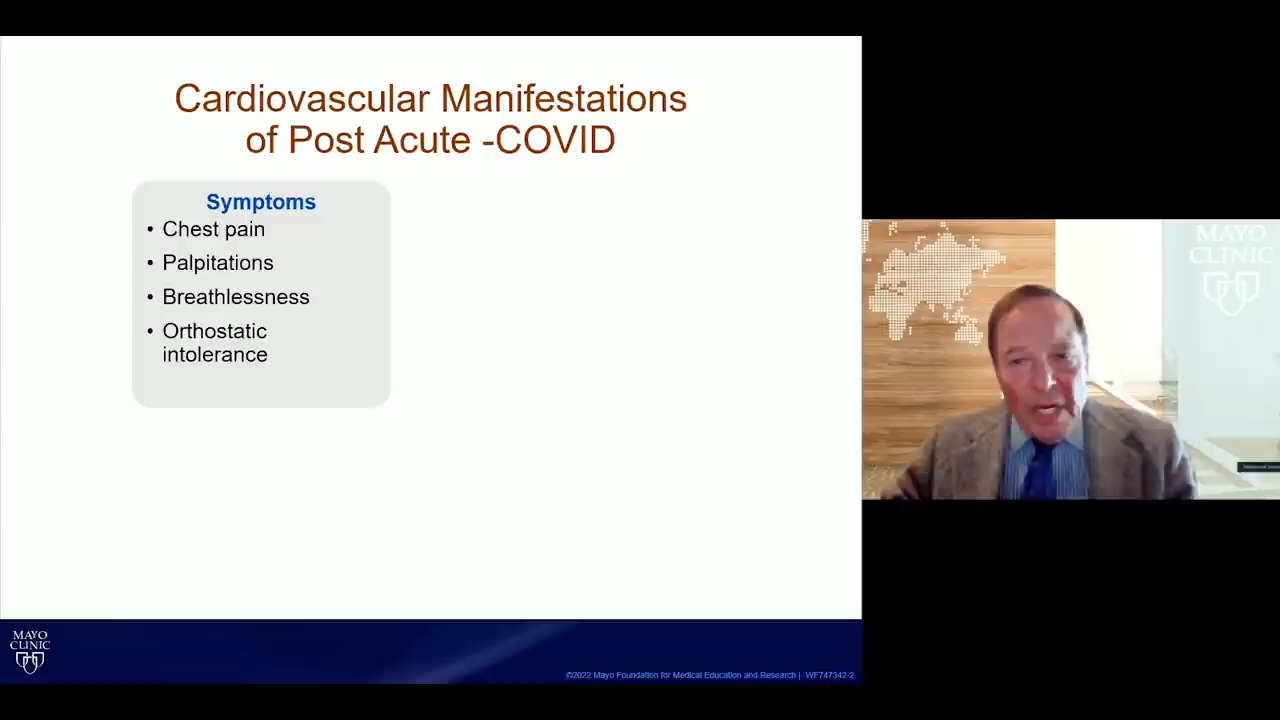 Cardiovascular Manifestations
of Post Acute -COVID
Symptoms
• Chest pain
• Palpitations
• Breathlessness
• Orthostatic
intolerance
MAYO
CLINIC
MAYO
CLINIC
©2022 Mayo Foundation for Medical Education and Research | WF747342-2